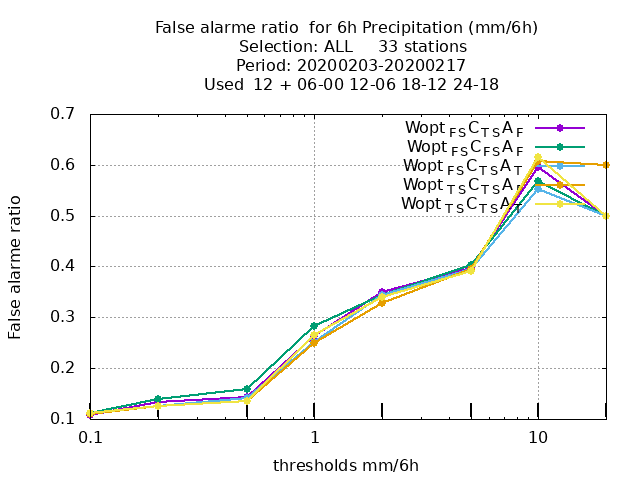 False alarme ratio  for 6h Precipitation (mm/6h)
Selection: ALL     33 stations
Period: 20200203-20200217
Used  12 + 06-00 12-06 18-12 24-18
0.7
0.6
0.5
0.4
0.3
0.2
0.1
False alarme ratio
Wopt FS C TS A F
Wopt FS C FS A F
Wopt FS C TS A T
Wopt TS C TS A F
Wopt TS C TS A T
0.1
1
10
thresholds mm/6h